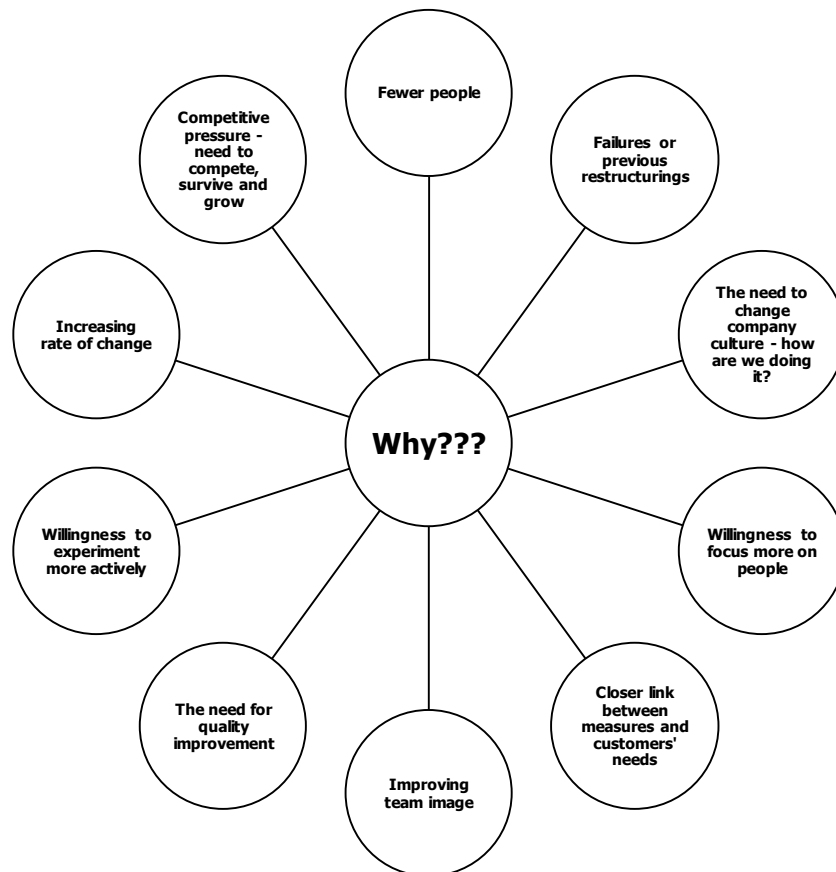 Fewer people
Competitive
pressure -
need to
compete,
survive and
grow
Failures or
previous
restructurings
Increasing
rate of change
The need to
change
company
culture - how
are we doing
it?
Why???
Willingness to
experiment
more actively
Willingness to
focus more on
people
The need for
quality
improvement
Closer link
between
measures and
customers'
needs
Improving
team image